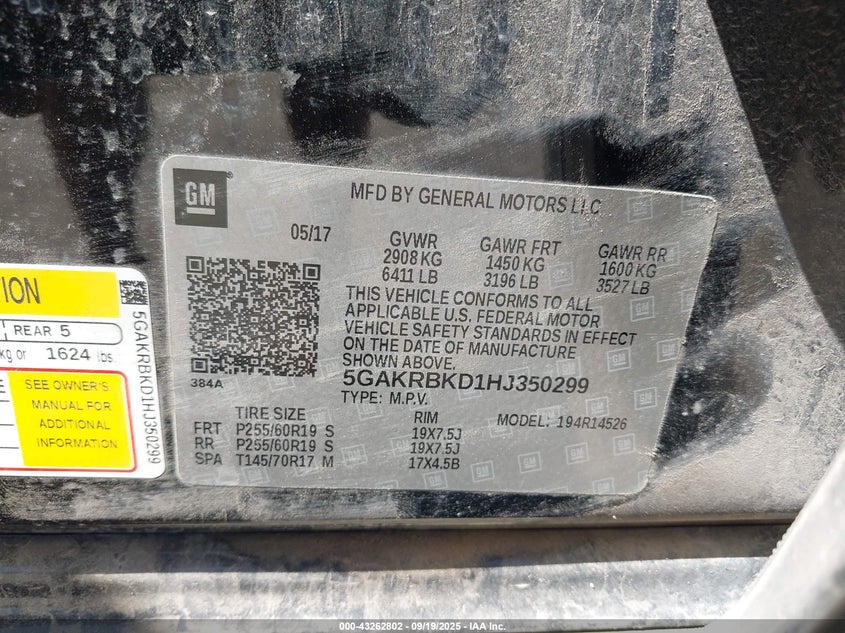 GM
MFD BY GENERAL MOTORS LLC
05/17
GVWR GAWR FRT GAWR RR
2908 KG 1450 KG 1600 KG
6411 LB 3196 LB 3527 LB
THIS VEHICLE CONFORMS TO ALL
APPLICABLE U.S. FEDERAL MOTOR
VEHICLE SAFETY STANDARDS IN EFFECT
ON THE DATE OF MANUFACTURE
SHOWN ABOVE.
384A
5GAKRBKD1HJ350299
TYPE: M.P.V.
TIRE SIZE RIM MODEL: 194R14526
FRT P255/60R19 S 19X7.5J
RR P255/60R19 S 19X7.5J
SPA T145/70R17 M 17X4.5B
REAR 5
kg or 1624 lbs.
SEE OWNER'S
MANUAL FOR
ADDITIONAL
INFORMATION
5GAKRBKD1HJ350299
000-43262802 - 09/19/2025 - IAA Inc.